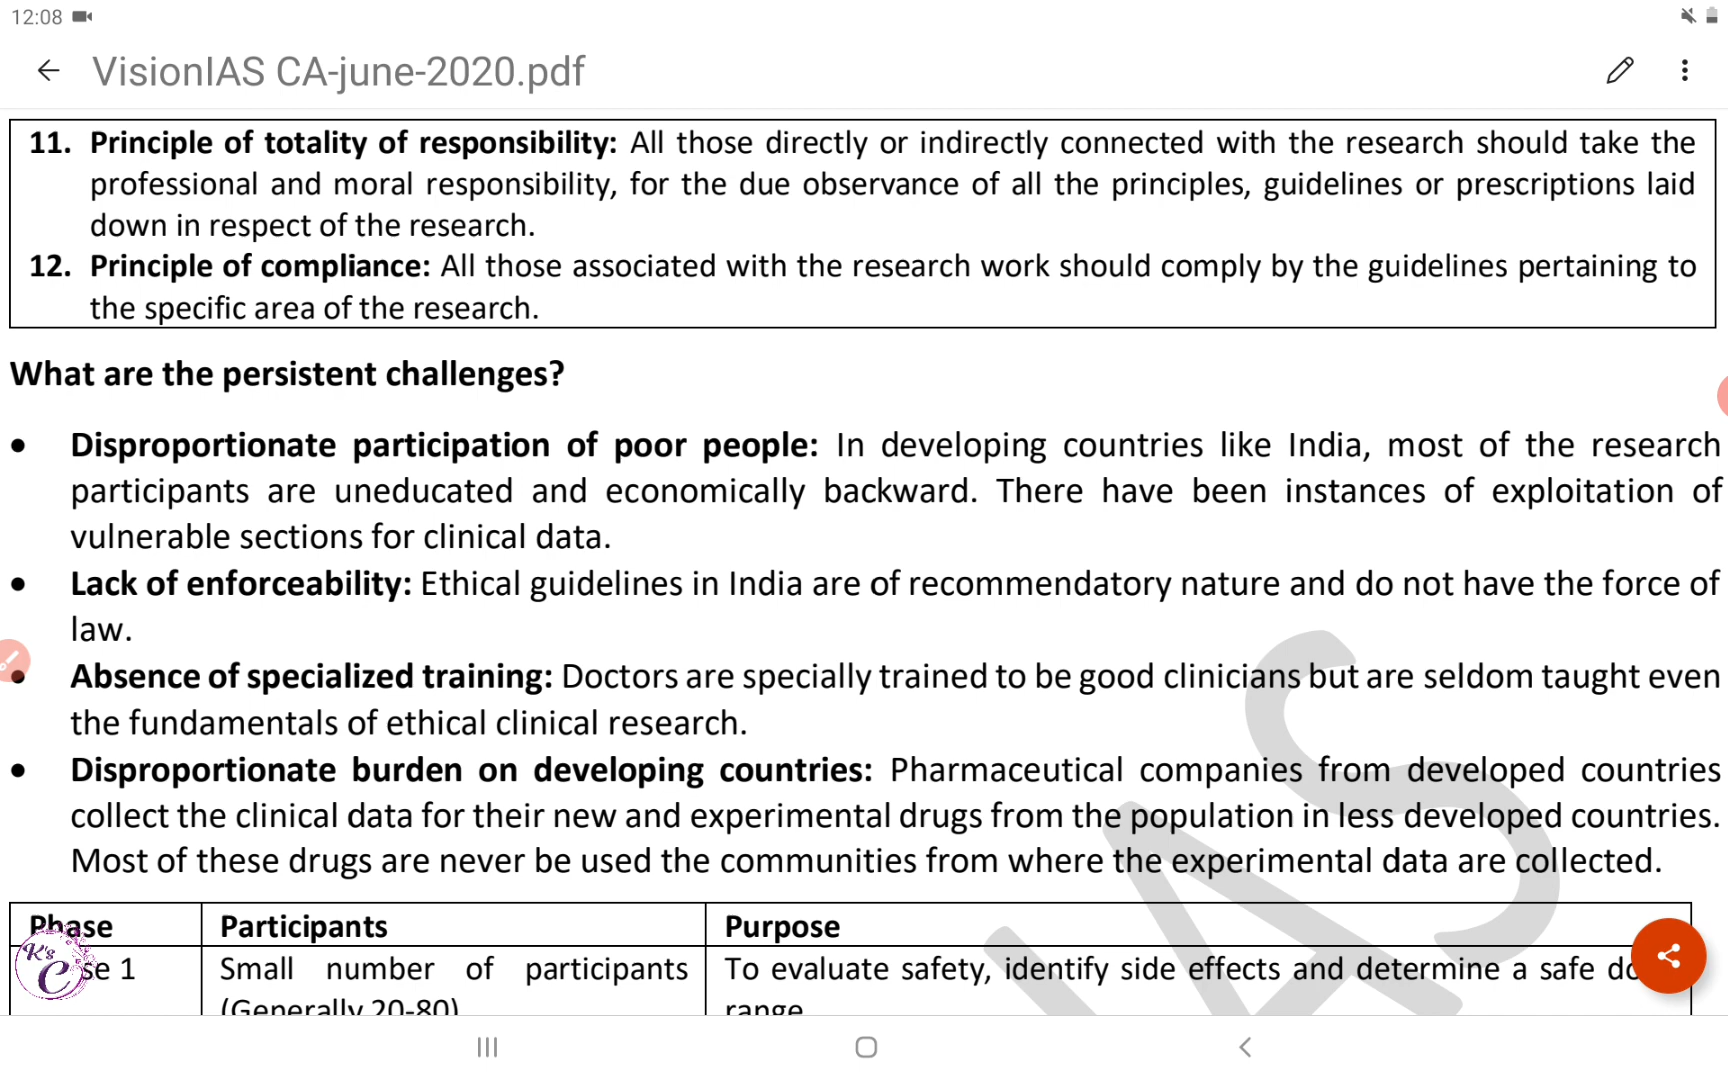 12:08
VisionIAS CA-june-2020.pdf
11. Principle of totality of responsibility: All those directly or indirectly connected with the research should take the
professional and moral responsibility, for the due observance of all the principles, guidelines or prescriptions laid
down in respect of the research.
12. Principle of compliance: All those associated with the research work should comply by the guidelines pertaining to
the specific area of the research.
What are the persistent challenges?
• Disproportionate participation of poor people: In developing countries like India, most of the research
participants are uneducated and economically backward. There have been instances of exploitation of
vulnerable sections for clinical data.
• Lack of enforceability: Ethical guidelines in India are of recommendatory nature and do not have the force of
law.
• Absence of specialized training: Doctors are specially trained to be good clinicians but are seldom taught even
the fundamentals of ethical clinical research.
• Disproportionate burden on developing countries: Pharmaceutical companies from developed countries
collect the clinical data for their new and experimental drugs from the population in less developed countries.
Most of these drugs are never be used the communities from where the experimental data are collected.
Phase Participants Purpose
se 1 Small number of participants To evaluate safety, identify side effects and determine a safe do
(Generally 20-80) range
K's
C
IAS